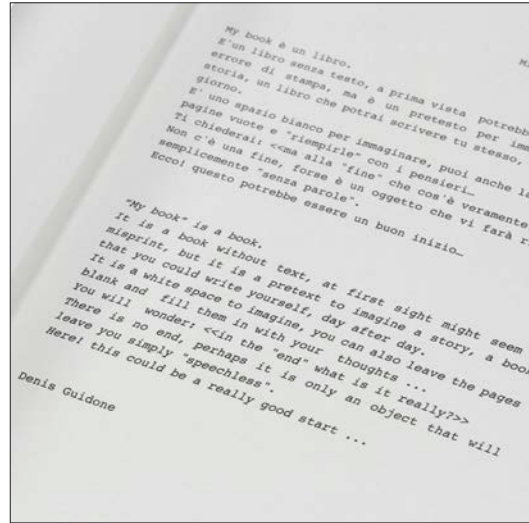 My book è un libro.
E'un libro senza testo, a prima vista potrebb
errore di stampa, ma è un pretesto per imm
storia, un libro che potrai scrivere tu stesso,
giorno.
E' uno spazio bianco per immaginare, puoi anche la
pagine vuote e "riempirle" con i pensieri…
Ti chiederai: <<ma alla "fine" che cos'è veramente
Non c'è una fine, forse è un oggetto che vi farà r
semplicemente "senza parole".
Ecco! questo potrebbe essere un buon inizio…
"My book" is a book.
It is a book without text, at first sight might seem
misprint, but it is a pretext to imagine a story, a book
that you could write yourself, day after day.
It is a white space to imagine, you can also leave the pages
blank and fill them in with your thoughts ...
You will wonder: <<in the "end" what is it really?>>
There is no end, perhaps it is only an object that will
leave you simply "speechless".
Here! this could be a really good start ...
Denis Guidone